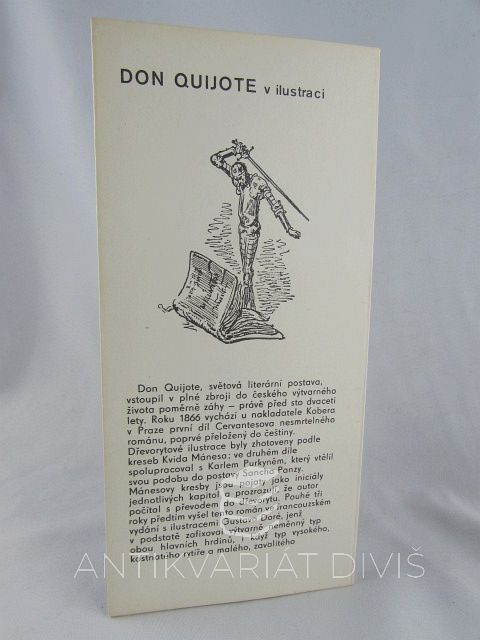 DON QUIJOTE v ilustraci
Don Quijote, světová literární postava,
vstoupil v plné zbroji do českého výtvarného
života poměrně záhy – právě před sto dvaceti
lety. Roku 1866 vychází u nakladatele Kobera
v Praze první díl Cervantesova nesmrtelného
románu, poprvé přeložený do češtiny.
Dřevorytové ilustrace byly zhotoveny podle
kreseb Kvida Mánesa; ve druhém díle
spolupracoval s Karlem Purkyněm, který vtělil
svou podobu do postavy Sancha Panzy.
Mánesovy kresby jsou pojaty jako iniciály
jednotlivých kapitol a prozrazují, že autor
počítal s převodem do dřevorytu. Pouhé tři
roky předtím vyšel tento román ve francouzském
vydání s ilustracemi Gustava Doré, jenž
v podstatě zafixoval výtvarně neměnný typ
obou hlavních hrdinů, i když typ vysokého,
kostnatého rytíře a malého, zavalitého
ANTIKVARIÁT DIVIŠ